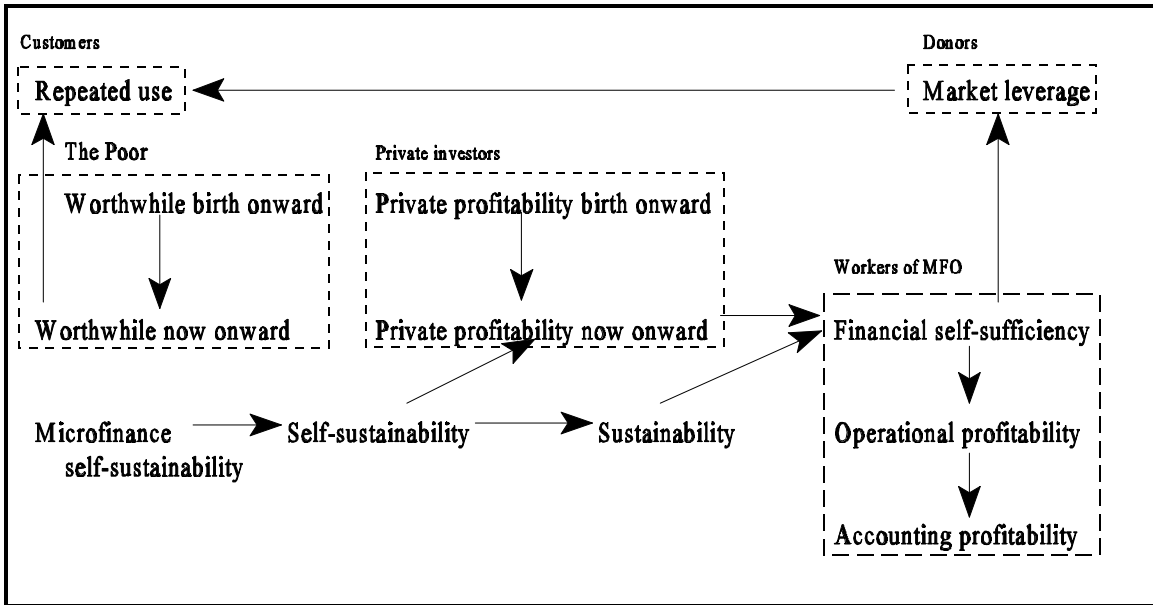 Customers
Donors
Repeated use
Market leverage
The Poor
Private investors
Worthwhile birth onward
Private profitability birth onward
Workers of MFO
Worthwhile now onward
Private profitability now onward
Financial self-sufficiency
Microfinance
self-sustainability
Self-sustainability
Sustainability
Operational profitability
Accounting profitability